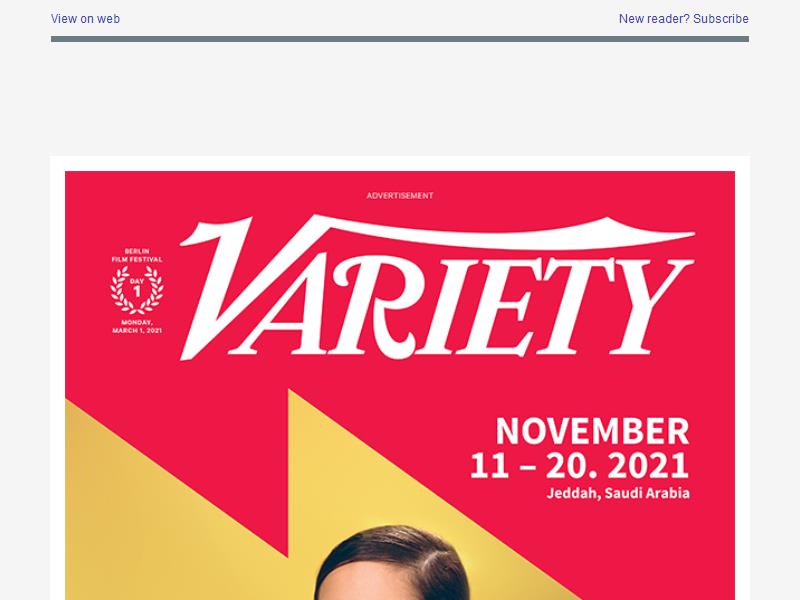 View on web
New reader? Subscribe
ADVERTISEMENT
VARIETY
BERLIN
FILM FESTIVAL
DAY
1
MONDAY,
MARCH 1, 2021
NOVEMBER
11 – 20. 2021
Jeddah, Saudi Arabia